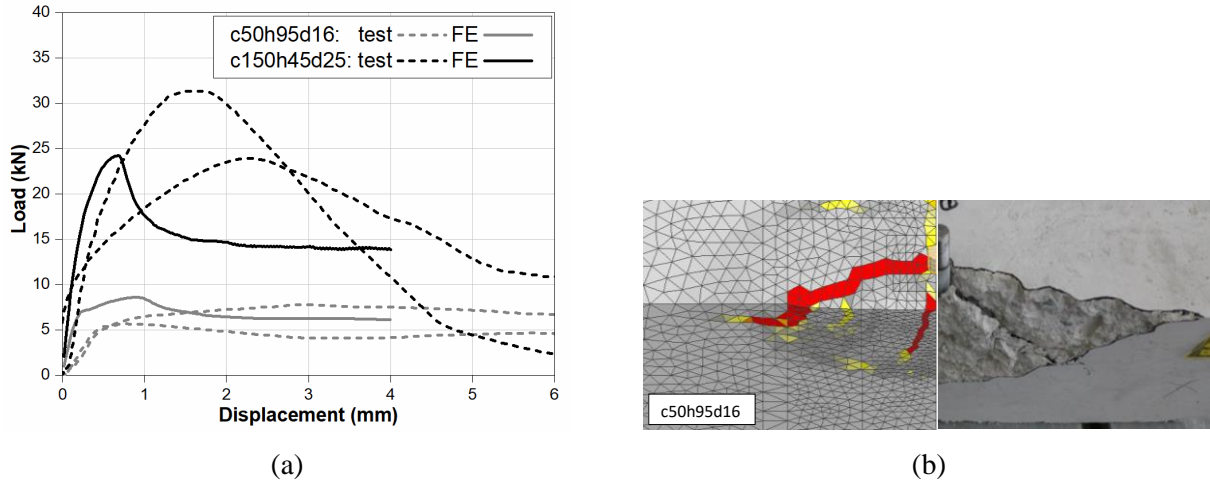 40
35
30
25
20
15
10
5
0
Load (kN)
c50h95d16: test FE
c150h45d25: test FE
0 1 2 3 4 5 6
Displacement (mm)
c50h95d16
(a) (b)